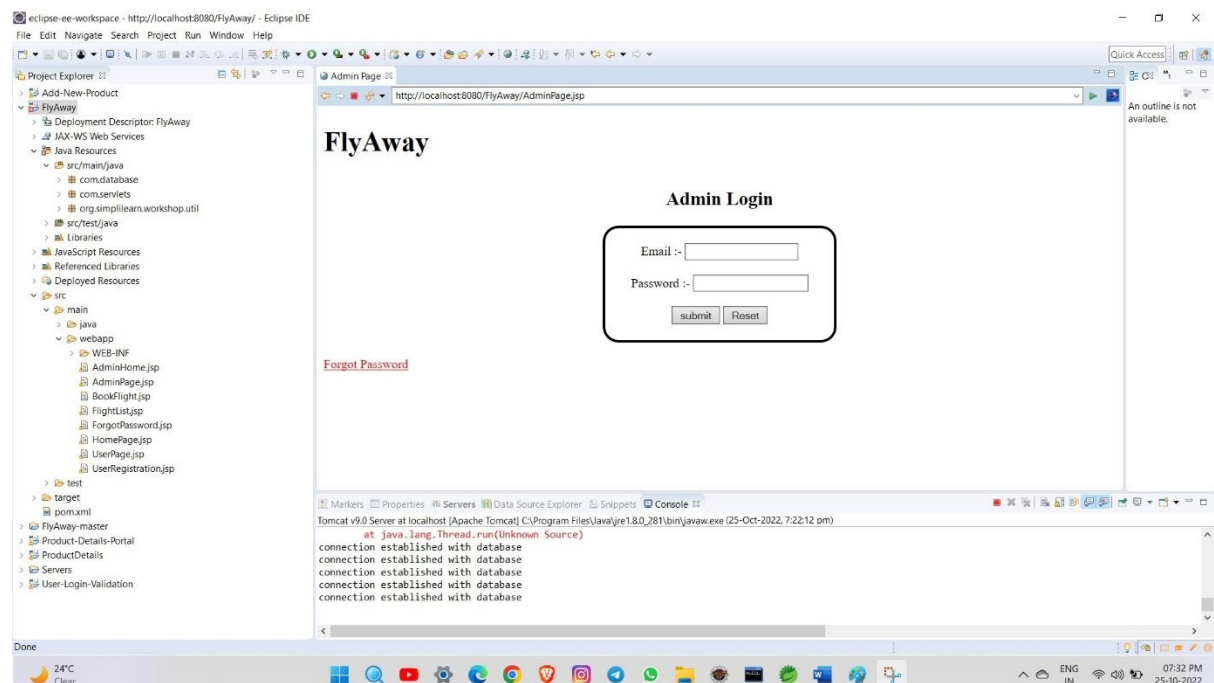 eclipse-ee-workspace - http://localhost:8080/FlyAway/ - Eclipse IDE
File Edit Navigate Search Project Run Window Help
Quick Access
Project Explorer
Add-New-Product
FlyAway
Deployment Descriptor: FlyAway
JAX-WS Web Services
Java Resources
src/main/java
com.database
com.servlets
org.simplilearn.workshop.util
src/test/java
Libraries
JavaScript Resources
Referenced Libraries
Deployed Resources
src
main
java
webapp
WEB-INF
AdminHome.jsp
AdminPage.jsp
BookFlight.jsp
FlightList.jsp
ForgotPassword.jsp
HomePage.jsp
UserPage.jsp
UserRegistration.jsp
test
target
pom.xml
FlyAway-master
Product-Details-Portal
ProductDetails
Servers
User-Login-Validation
Admin Page
http://localhost:8080/FlyAway/AdminPage.jsp
FlyAway
Admin Login
Email :-
Password :-
submit Reset
Forgot Password
An outline is not
available.
Markers Properties Servers Data Source Explorer Snippets Console
Tomcat v9.0 Server at localhost [Apache Tomcat] C:\Program Files\Java\jre1.8.0_281\bin\javaw.exe (25-Oct-2022, 7:22:12 pm)
at java.lang.Thread.run(Unknown Source)
connection established with database
connection established with database
connection established with database
connection established with database
connection established with database
Done
24°C
Clear
ENG
IN
07:32 PM
25-10-2022